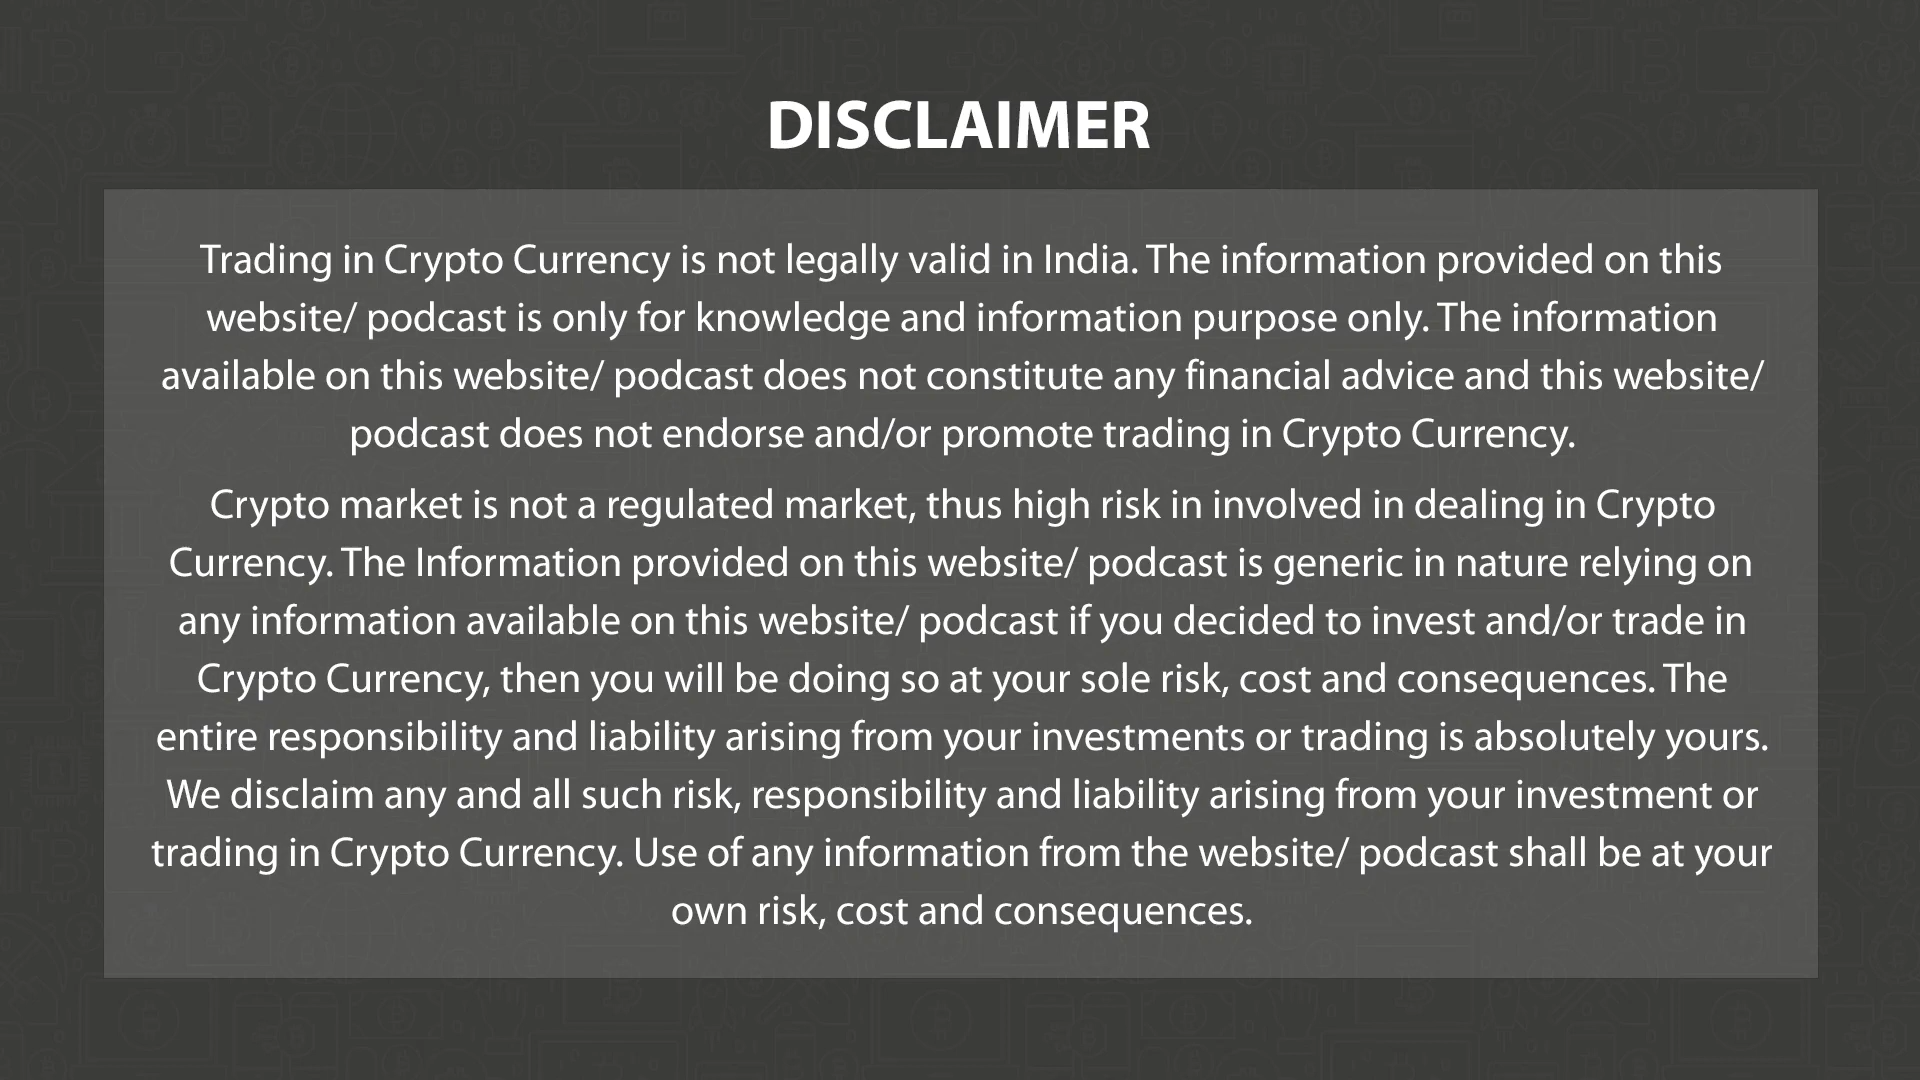 DISCLAIMER
Trading in Crypto Currency is not legally valid in India. The information provided on this
website/ podcast is only for knowledge and information purpose only. The information
available on this website/ podcast does not constitute any financial advice and this website/
podcast does not endorse and/or promote trading in Crypto Currency.
Crypto market is not a regulated market, thus high risk in involved in dealing in Crypto
Currency. The Information provided on this website/ podcast is generic in nature relying on
any information available on this website/ podcast if you decided to invest and/or trade in
Crypto Currency, then you will be doing so at your sole risk, cost and consequences. The
entire responsibility and liability arising from your investments or trading is absolutely yours.
We disclaim any and all such risk, responsibility and liability arising from your investment or
trading in Crypto Currency. Use of any information from the website/ podcast shall be at your
own risk, cost and consequences.